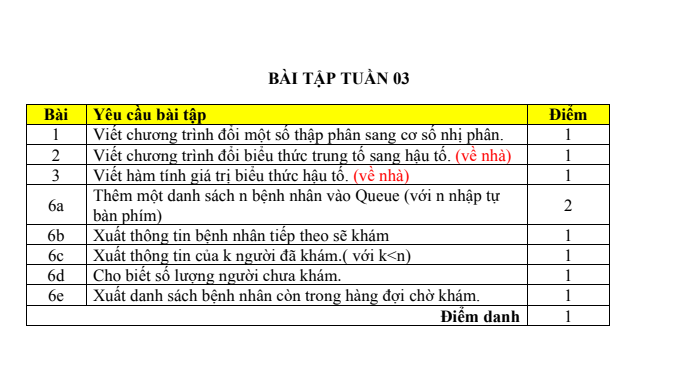 BÀI TẬP TUẦN 03
Bài Yêu cầu bài tập Điểm
1 Viết chương trình đổi một số thập phân sang cơ số nhị phân. 1
2 Viết chương trình đổi biểu thức trung tố sang hậu tố. (về nhà) 1
3 Viết hàm tính giá trị biểu thức hậu tố. (về nhà) 1
6a Thêm một danh sách n bệnh nhân vào Queue (với n nhập tự 2
bàn phím)
6b Xuất thông tin bệnh nhân tiếp theo sẽ khám 1
6c Xuất thông tin của k người đã khám.( với k<n) 1
6d Cho biết số lượng người chưa khám. 1
6e Xuất danh sách bệnh nhân còn trong hàng đợi chờ khám. 1
Điểm danh 1